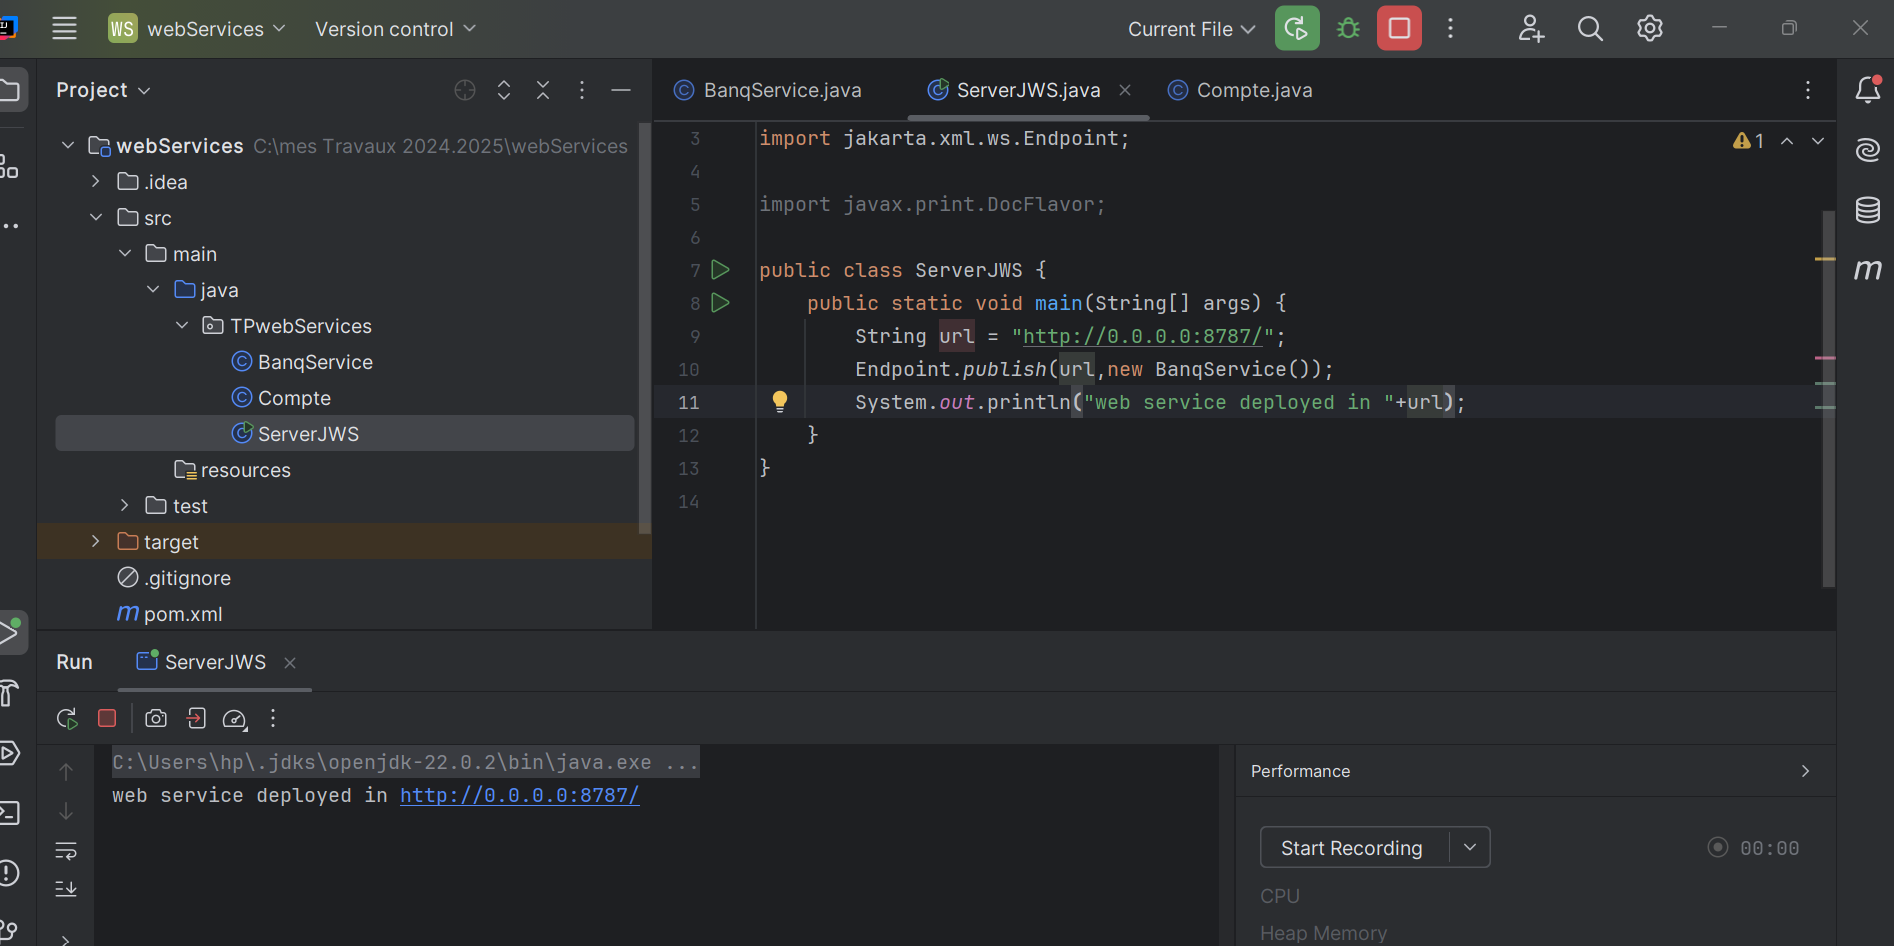 WS webServices Version control Current File
Project
BanqService.java ServerJWS.java Compte.java
webServices C:\mes Travaux 2024.2025\webServices
.idea
src
main
java
TPwebServices
BanqService
Compte
ServerJWS
resources
test
target
.gitignore
m pom.xml
3 import jakarta.xml.ws.Endpoint;
4
5 import javax.print.DocFlavor;
6
7 public class ServerJWS {
8 public static void main(String[] args) {
9 String url = "http://0.0.0.0:8787/";
10 Endpoint.publish(url,new BanqService());
11 System.out.println("web service deployed in "+url);
12 }
13 }
14
1
m
Run ServerJWS
C:\Users\hp\.jdks\openjdk-22.0.2\bin\java.exe ...
web service deployed in http://0.0.0.0:8787/
Performance
Start Recording 00:00
CPU
Heap Memory